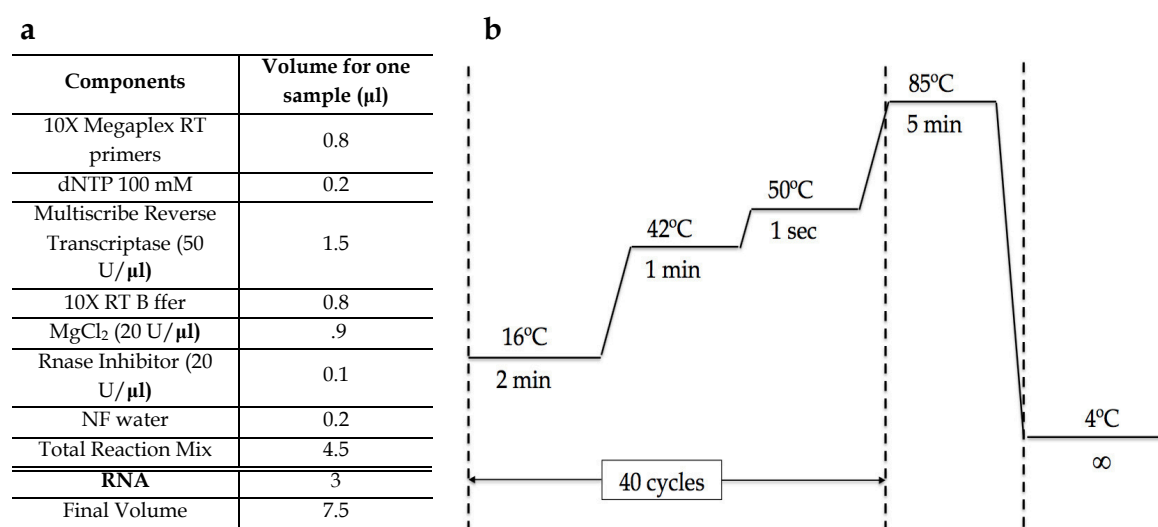 a
Components Volume for one
sample (µl)
10X Megaplex RT
primers 0.8
dNTP 100 mM 0.2
Multiscribe Reverse
Transcriptase (50
U/µl) 1.5
10X RT B ffer 0.8
MgCl₂ (20 U/µl) .9
Rnase Inhibitor (20
U/µl) 0.1
NF water 0.2
Total Reaction Mix 4.5
RNA 3
Final Volume 7.5
b
16ºC
2 min
42ºC
1 min
50ºC
1 sec
85ºC
5 min
4ºC
∞
40 cycles